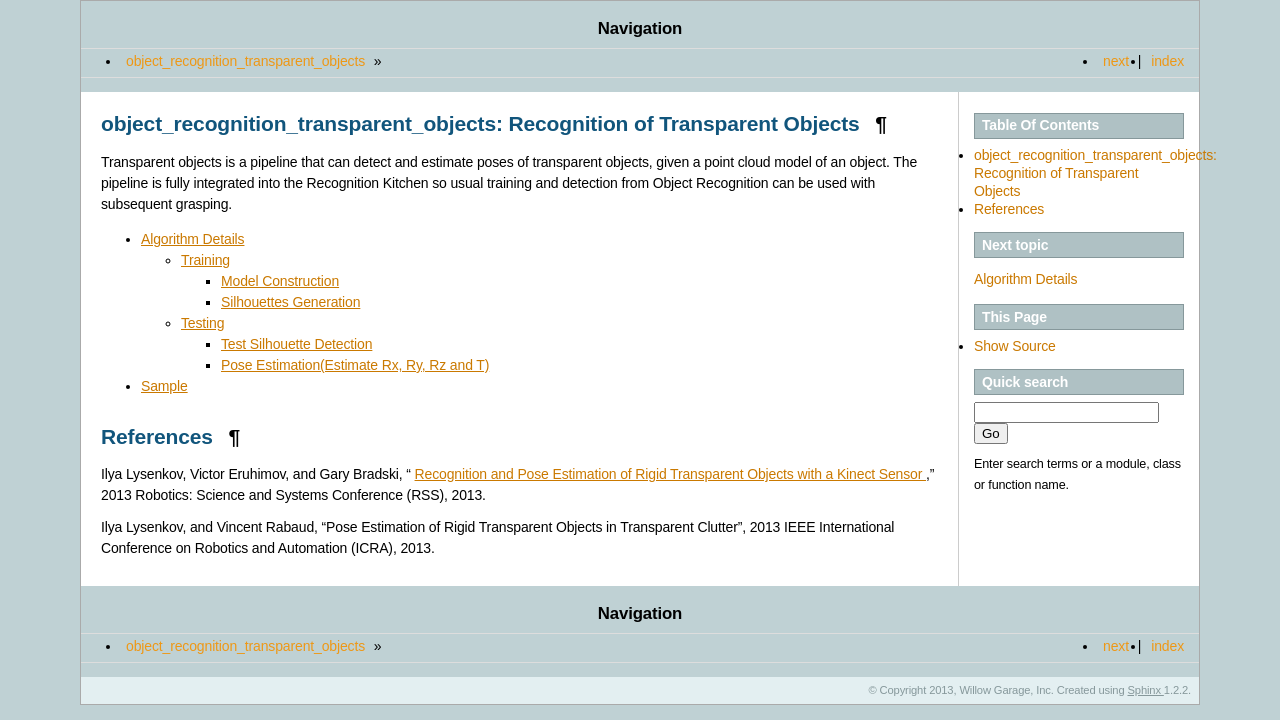 Navigation
object_recognition_transparent_objects »
next | index
object_recognition_transparent_objects: Recognition of Transparent Objects ¶
Transparent objects is a pipeline that can detect and estimate poses of transparent objects, given a point cloud model of an object. The
pipeline is fully integrated into the Recognition Kitchen so usual training and detection from Object Recognition can be used with
subsequent grasping.
Algorithm Details
Training
Model Construction
Silhouettes Generation
Testing
Test Silhouette Detection
Pose Estimation(Estimate Rx, Ry, Rz and T)
Sample
References ¶
Ilya Lysenkov, Victor Eruhimov, and Gary Bradski, “ Recognition and Pose Estimation of Rigid Transparent Objects with a Kinect Sensor ,”
2013 Robotics: Science and Systems Conference (RSS), 2013.
Ilya Lysenkov, and Vincent Rabaud, “Pose Estimation of Rigid Transparent Objects in Transparent Clutter”, 2013 IEEE International
Conference on Robotics and Automation (ICRA), 2013.
Table Of Contents
object_recognition_transparent_objects:
Recognition of Transparent
Objects
References
Next topic
Algorithm Details
This Page
Show Source
Quick search
Go
Enter search terms or a module, class
or function name.
Navigation
object_recognition_transparent_objects »
next | index
© Copyright 2013, Willow Garage, Inc. Created using Sphinx 1.2.2.